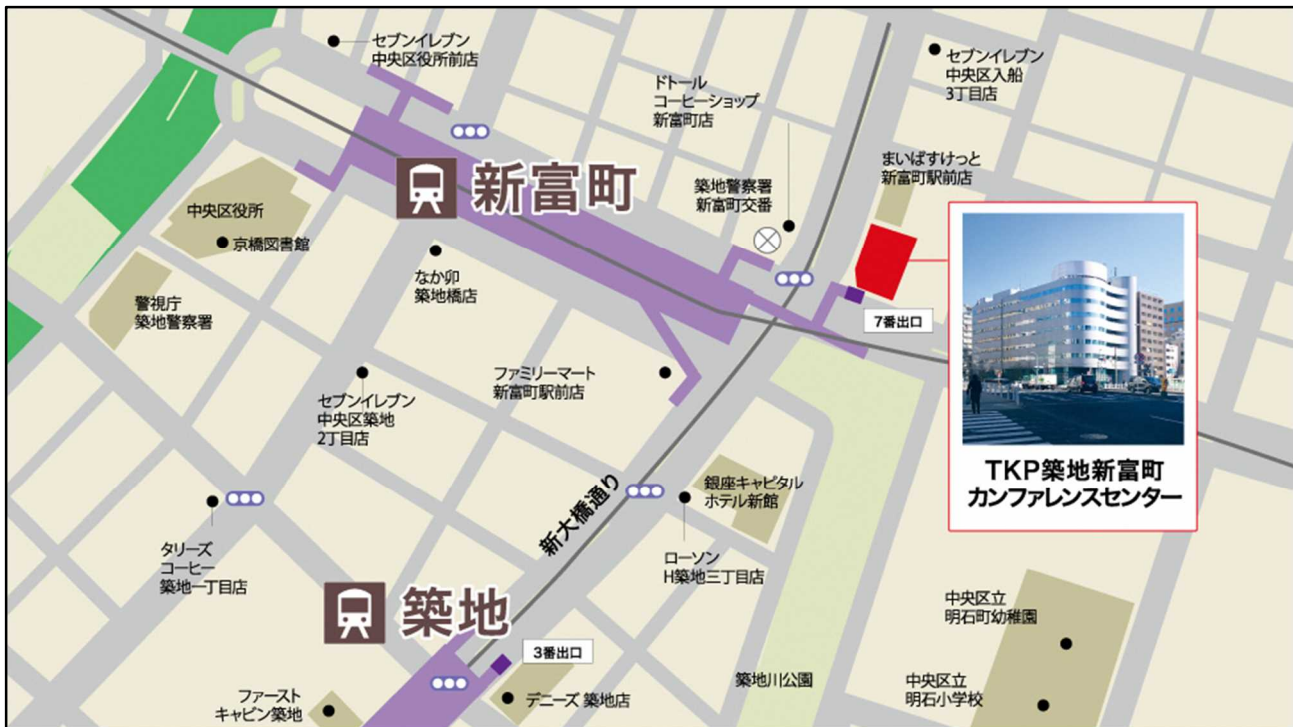 セブンイレブン
中央区役所前店
セブンイレブン
中央区入船
3丁目店
ドトール
コーヒーショップ
新富町店
まいばすけっと
新富町駅前店
新富町
築地警察署
新富町交番
中央区役所
京橋図書館
なか卯
築地橋店
警視庁
築地警察署
7番出口
ファミリーマート
新富町駅前店
セブンイレブン
中央区築地
2丁目店
TKP築地新富町
カンファレンスセンター
銀座キャピタル
ホテル新館
新大橋通り
タリーズ
コーヒー
築地一丁目店
ローソン
H築地三丁目店
築地
中央区立
明石町幼稚園
3番出口
築地川公園
中央区立
明石小学校
デニーズ 築地店
ファースト
キャビン築地